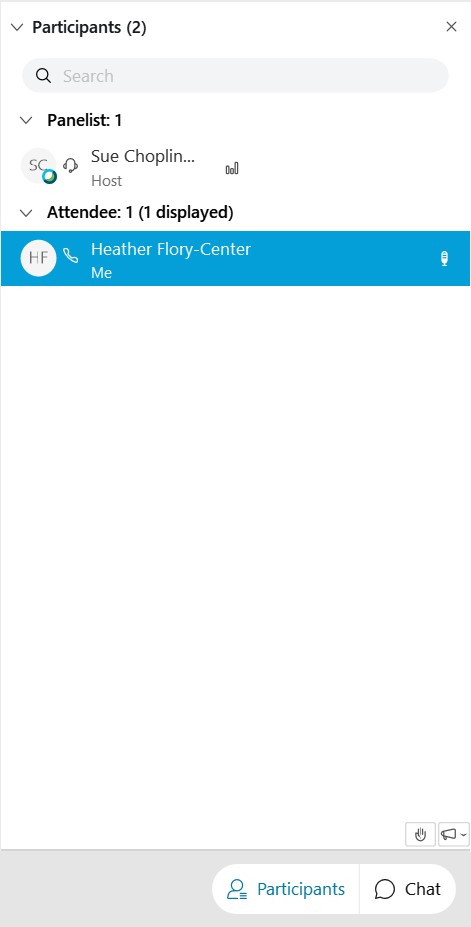 Participants (2)
Search
Panelist: 1
SC
Sue Choplin...
Host
Attendee: 1 (1 displayed)
HF
Heather Flory-Center
Me
Participants
Chat